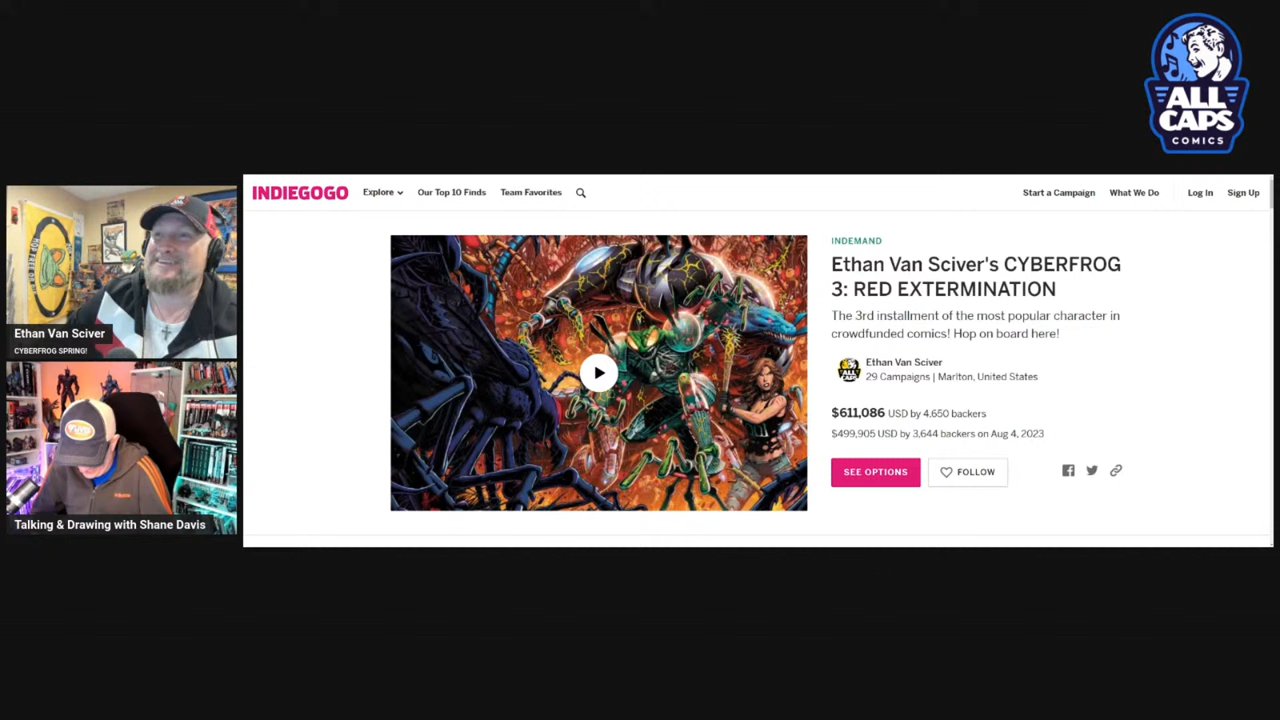 ALL
CAPS
COMICS
INDIEGOGO
Explore
Our Top 10 Finds
Team Favorites
Start a Campaign
What We Do
Log In
Sign Up
INDEMAND
Ethan Van Sciver's CYBERFROG
3: RED EXTERMINATION
The 3rd installment of the most popular character in
crowdfunded comics! Hop on board here!
Ethan Van Sciver
29 Campaigns | Marlton, United States
$611,086 USD by 4,650 backers
$499,905 USD by 3,644 backers on Aug 4, 2023
SEE OPTIONS
FOLLOW
Ethan Van Sciver
CYBERFROG SPRING!
Talking & Drawing with Shane Davis